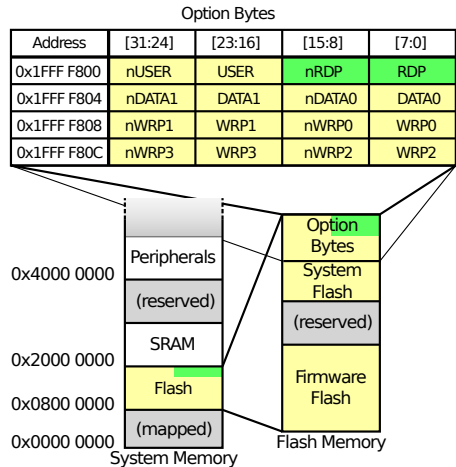 Option Bytes
Address [31:24] [23:16] [15:8] [7:0]
0x1FFF F800 nUSER USER nRDP RDP
0x1FFF F804 nDATA1 DATA1 nDATA0 DATA0
0x1FFF F808 nWRP1 WRP1 nWRP0 WRP0
0x1FFF F80C nWRP3 WRP3 nWRP2 WRP2
Peripherals
0x4000 0000
(reserved)
SRAM
0x2000 0000
Flash
0x0800 0000
(mapped)
0x0000 0000
System Memory
Option
Bytes
System
Flash
(reserved)
Firmware
Flash
Flash Memory